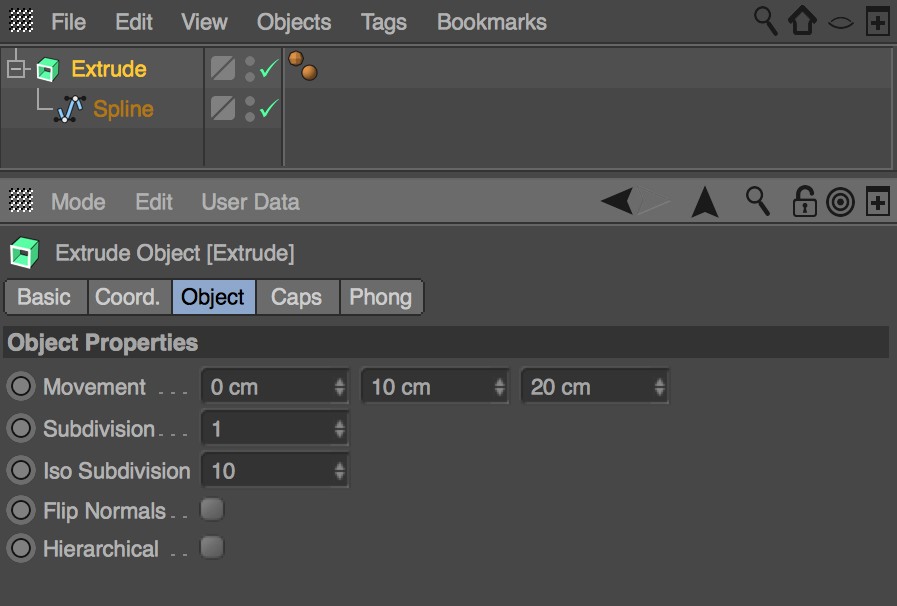 File Edit View Objects Tags Bookmarks
Extrude
Spline
Mode Edit User Data
Extrude Object [Extrude]
Basic Coord. Object Caps Phong
Object Properties
Movement . . . 0 cm 10 cm 20 cm
Subdivision . . . 1
Iso Subdivision 10
Flip Normals . .
Hierarchical . .